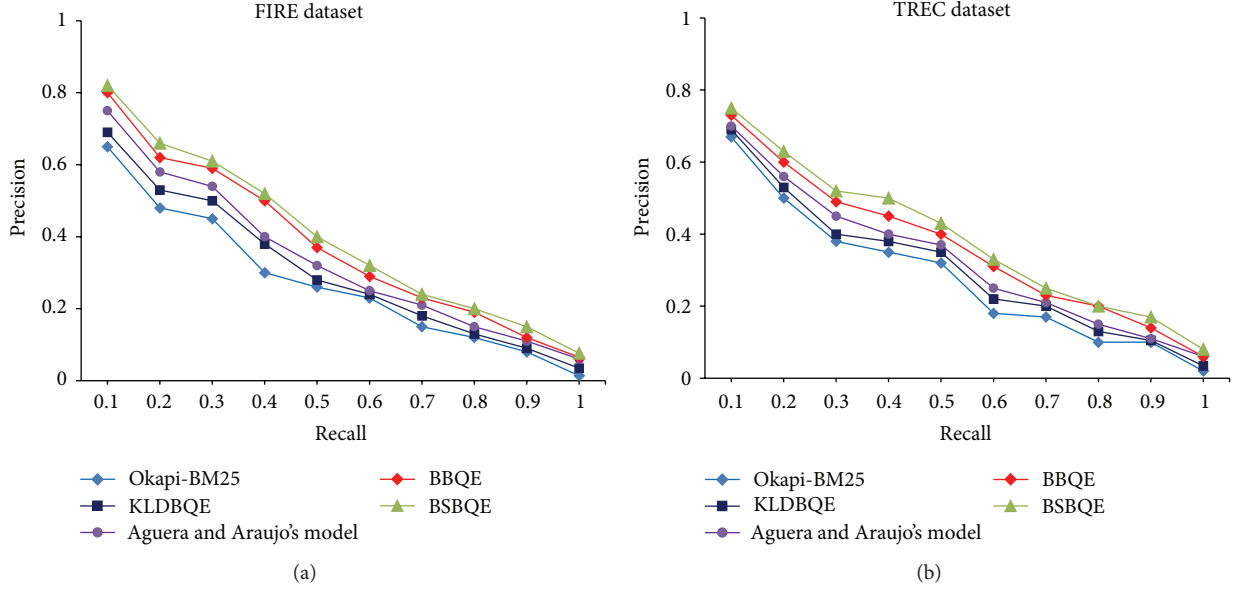 FIRE dataset
1
0.8
0.6
0.4
0.2
0
Precision
0.1 0.2 0.3 0.4 0.5 0.6 0.7 0.8 0.9 1
Recall
Okapi-BM25
KLDBQE
Aguera and Araujo's model
BBQE
BSBQE
(a)
TREC dataset
1
0.8
0.6
0.4
0.2
0
Precision
0.1 0.2 0.3 0.4 0.5 0.6 0.7 0.8 0.9 1
Recall
Okapi-BM25
KLDBQE
Aguera and Araujo's model
BBQE
BSBQE
(b)